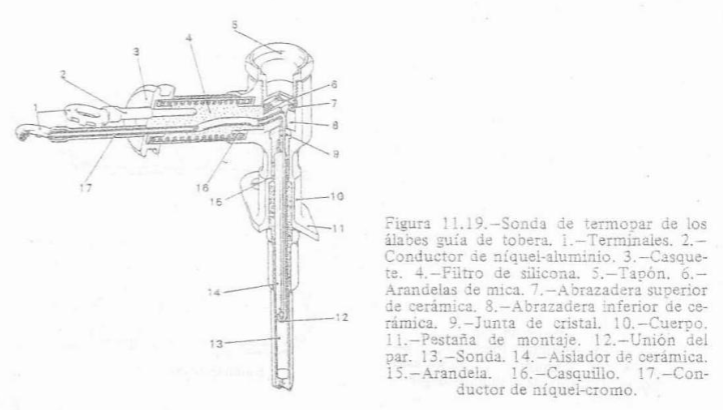 5
4
3
2
1
6
7
8
9
17
16
15
10
11
14
12
13
Figura 11.19.—Sonda de termopar de los
álabes guía de tobera. 1.—Terminales. 2.—
Conductor de níquel-aluminio. 3.—Casque-
te. 4.—Filtro de silicona. 5.—Tapón. 6.—
Arandelas de mica. 7.—Abrazadera superior
de cerámica. 8.—Abrazadera inferior de ce-
rámica. 9.—Junta de cristal. 10.—Cuerpo.
11.—Pestaña de montaje. 12.—Unión del
par. 13.—Sonda. 14.—Aislador de cerámica.
15.—Arandela. 16.—Casquillo. 17.—Con-
ductor de níquel-cromo.